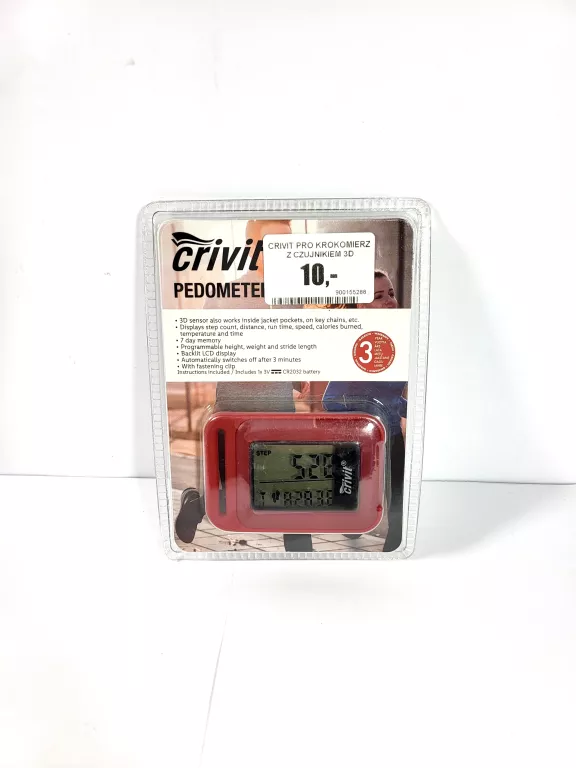 crivit
CRIVIT PRO KROKOMIERZ
Z CZUJNIKIEM 3D
10,-
900155288
PEDOMETE
• 3D sensor also works inside jacket pockets, on key chains, etc.
• Displays step count, distance, run time, speed, calories burned,
temperature and time
• 7 day memory
• Programmable height, weight and stride length
• Backlit LCD display
• Automatically switches off after 3 minutes
• With fastening clip
Instructions included / Includes 1x 3V CR2032 battery
3
YEAR
STEP
crivit®